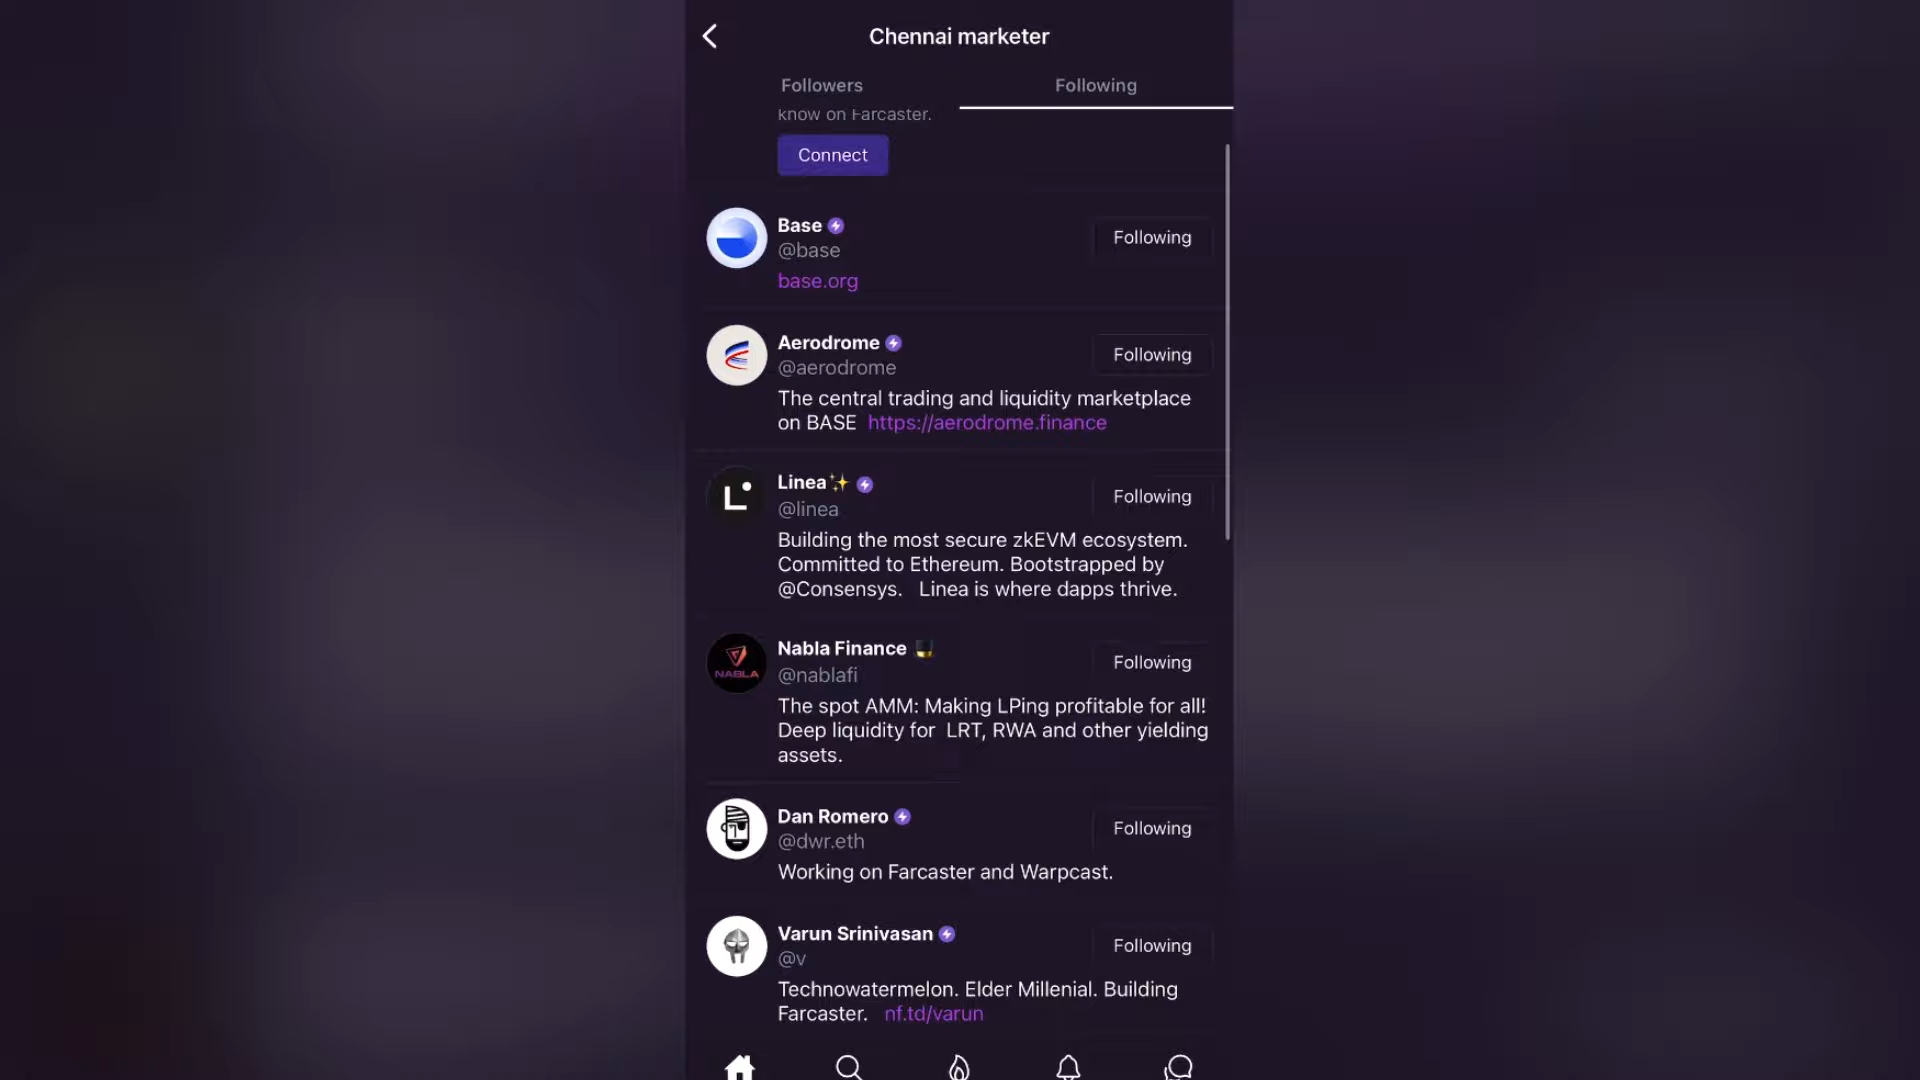 Chennai marketer
Followers
Following
know on Farcaster.
Connect
Base
@base
Following
base.org
Aerodrome
@aerodrome
Following
The central trading and liquidity marketplace
on BASE https://aerodrome.finance
Linea✨
@linea
Following
Building the most secure zkEVM ecosystem.
Committed to Ethereum. Bootstrapped by
@Consensys. Linea is where dapps thrive.
NABLA
Nabla Finance
@nablafi
Following
The spot AMM: Making LPing profitable for all!
Deep liquidity for LRT, RWA and other yielding
assets.
Dan Romero
@dwr.eth
Following
Working on Farcaster and Warpcast.
Varun Srinivasan
@v
Following
Technowatermelon. Elder Millenial. Building
Farcaster. nf.td/varun